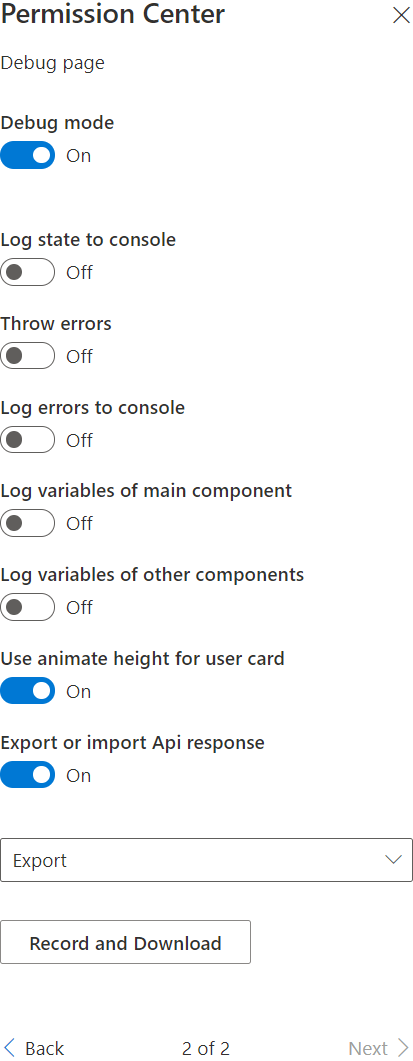 Permission Center
Debug page
Debug mode
On
Log state to console
Off
Throw errors
Off
Log errors to console
Off
Log variables of main component
Off
Log variables of other components
Off
Use animate height for user card
On
Export or import Api response
On
Export
Record and Download
Back 2 of 2 Next